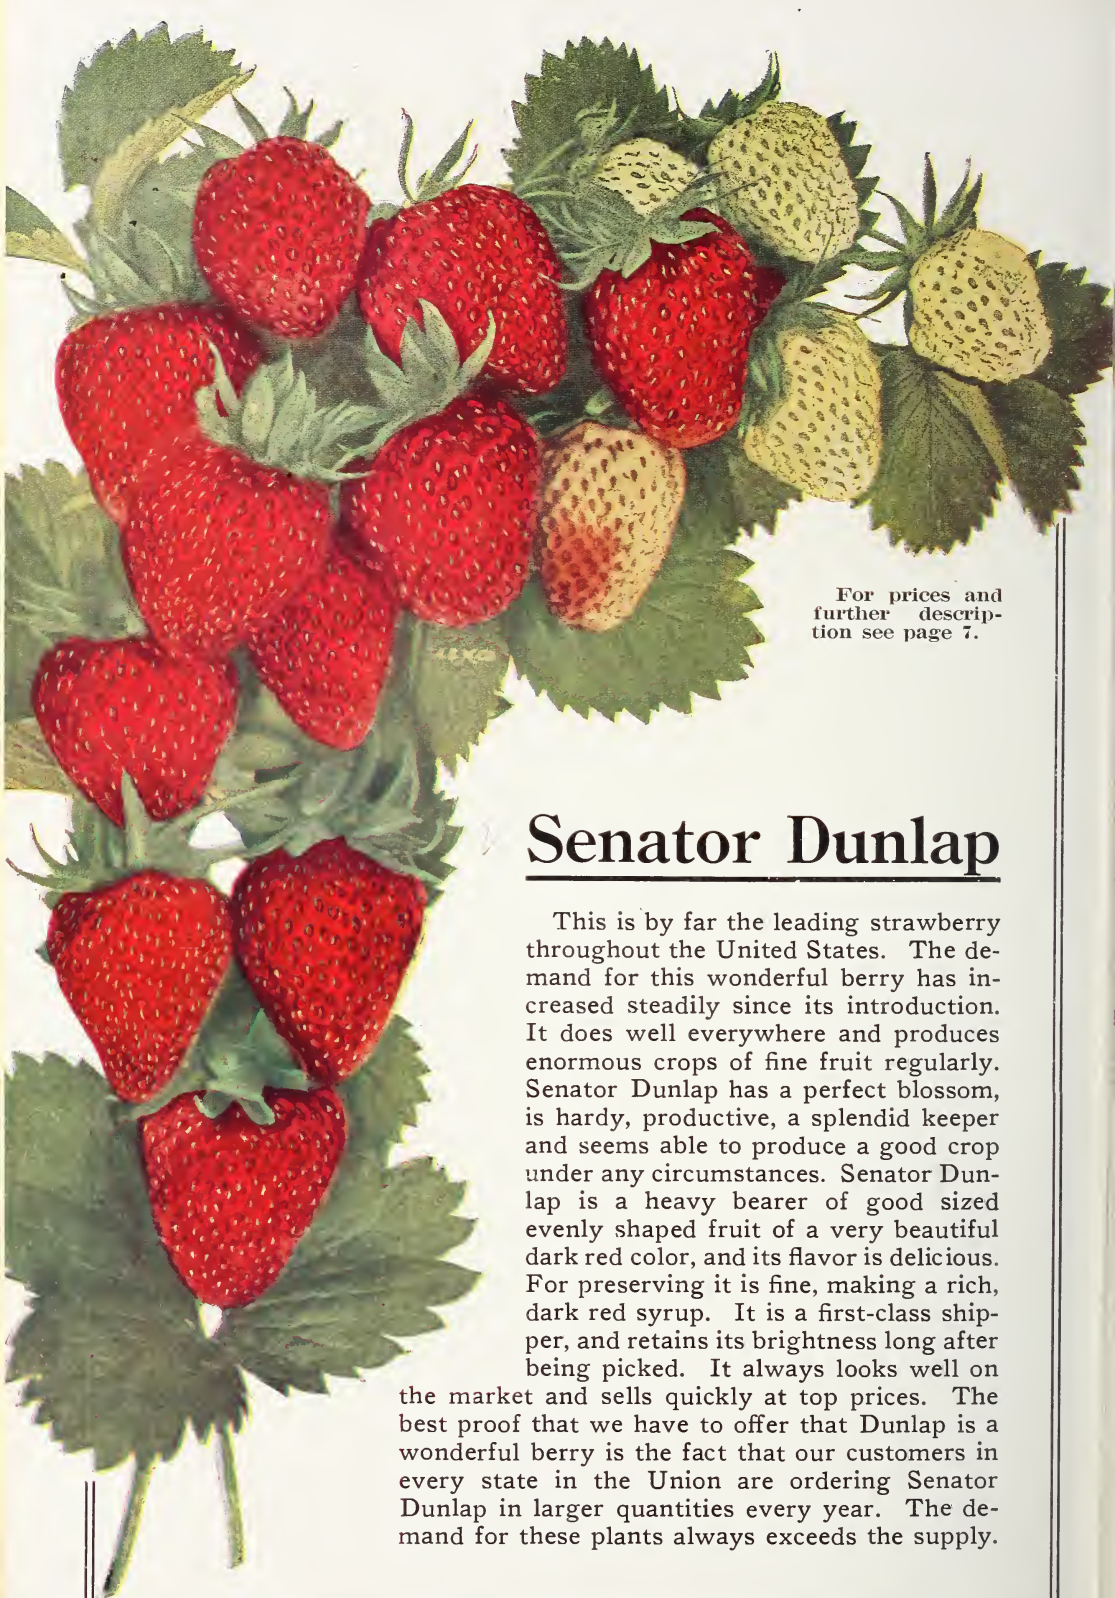 For prices and
further descrip-
tion see page 7.
Senator Dunlap
This is by far the leading strawberry
throughout the United States. The de-
mand for this wonderful berry has in-
creased steadily since its introduction.
It does well everywhere and produces
enormous crops of fine fruit regularly.
Senator Dunlap has a perfect blossom,
is hardy, productive, a splendid keeper
and seems able to produce a good crop
under any circumstances. Senator Dun-
lap is a heavy bearer of good sized
evenly shaped fruit of a very beautiful
dark red color, and its flavor is delicious.
For preserving it is fine, making a rich,
dark red syrup. It is a first-class ship-
per, and retains its brightness long after
being picked. It always looks well on
the market and sells quickly at top prices. The
best proof that we have to offer that Dunlap is a
wonderful berry is the fact that our customers in
every state in the Union are ordering Senator
Dunlap in larger quantities every year. The de-
mand for these plants always exceeds the supply.